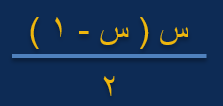 س ( س - ١ )
٢